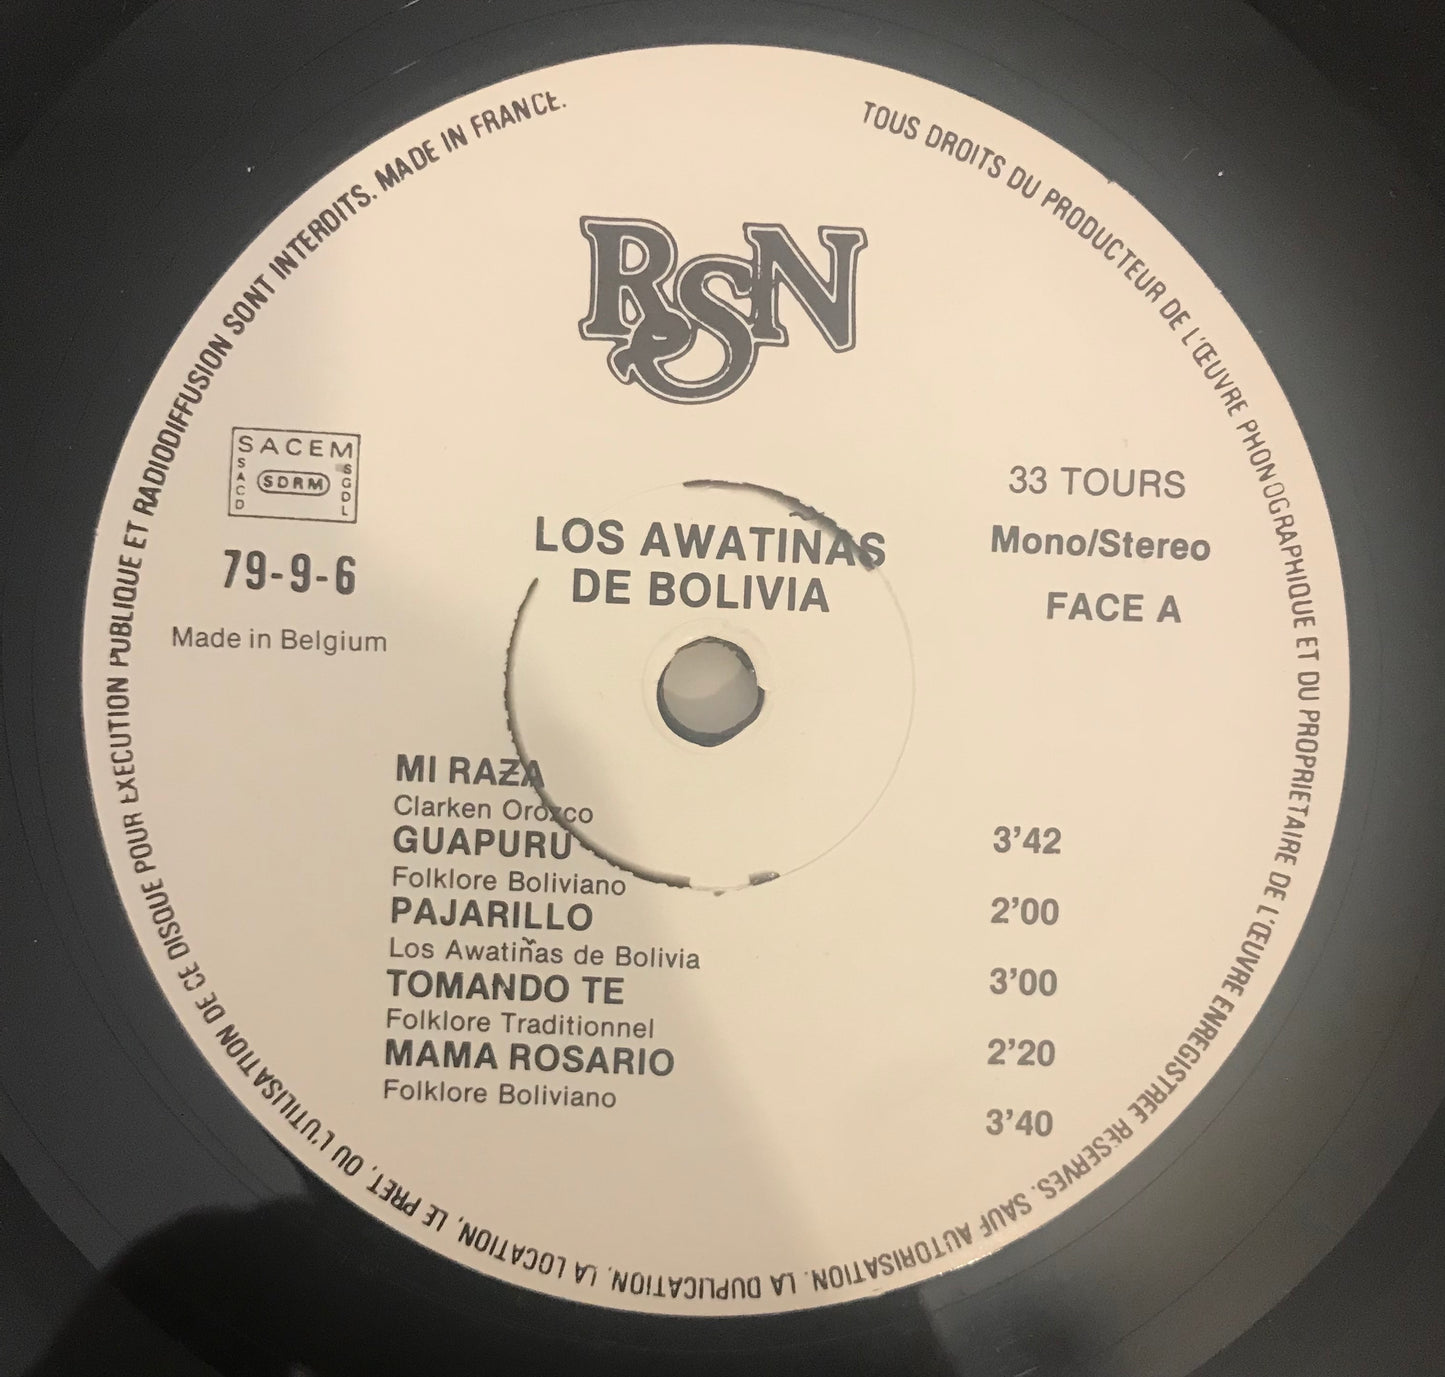 TOUS DROITS DU PRODUCTEUR DE L'ŒUVRE PHONOGRAPHIQUE ET DU PROPRIETAIRE DE L'ŒUVRE ENREGISTREE RESERVES. SAUF AUTORISATION. LA DUPLICATION, LA LOCATION, LE PRET, OU L'UTILISATION DE CE DISQUE POUR EXECUTION PUBLIQUE ET RADIODIFFUSION SONT INTERDITS. MADE IN FRANCE.
RSN
SACEM
SACD
SDRM
SGDL
79-9-6
Made in Belgium
LOS AWATIÑAS
DE BOLIVIA
33 TOURS
Mono/Stereo
FACE A
MI RAZA
Clarken Orozco
GUAPURU 3'42
Folklore Boliviano
PAJARILLO 2'00
Los Awatiñas de Bolivia
TOMANDO TE 3'00
Folklore Traditionnel
MAMA ROSARIO 2'20
Folklore Boliviano
3'40